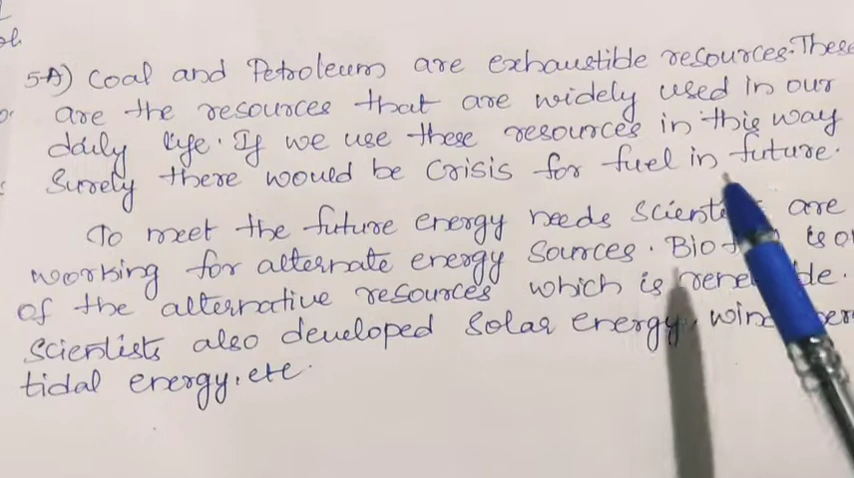 5-A) Coal and Petroleum are exhaustible resources. These
are the resources that are widely used in our
daily life. If we use these resources in this way
Surely there would be crisis for fuel in future.
To meet the future energy needs are
working for alternate energy sources. Bio is
of the alternative resources which is
Scientists also developed solar energy,
tidal energy, etc.